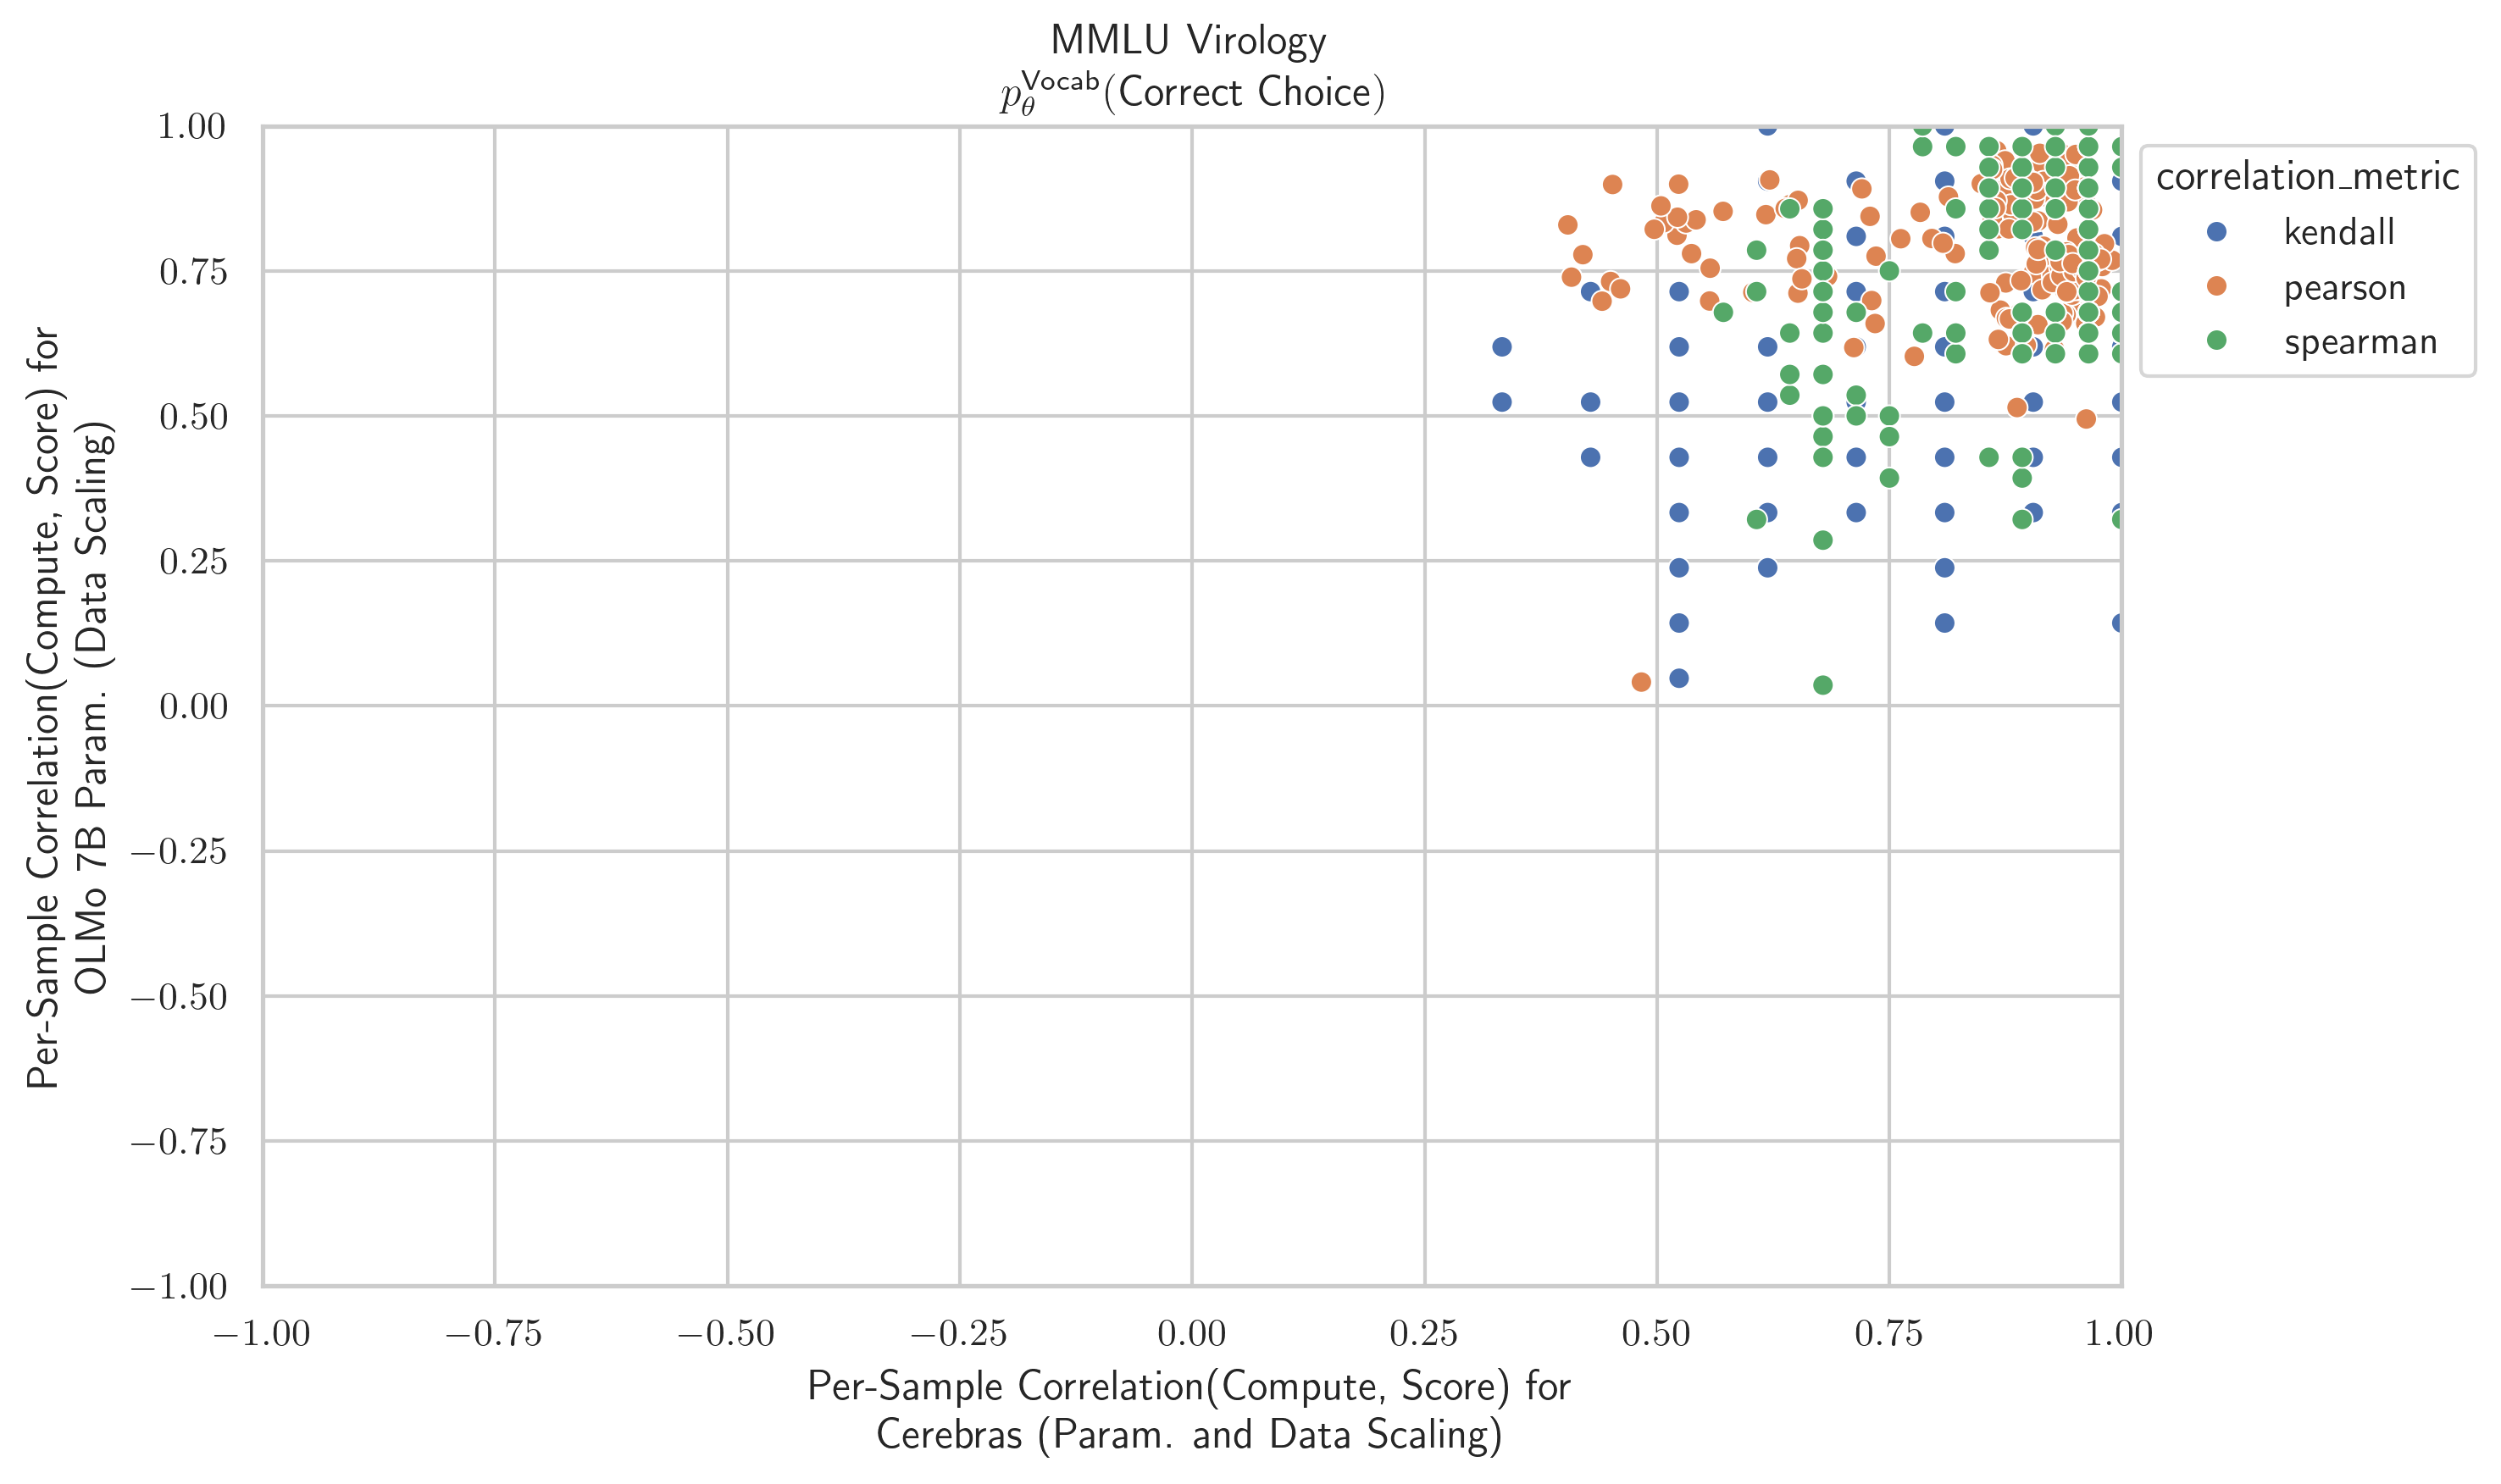 MMLU Virology
p_θ^Vocab(Correct Choice)
1.00
0.75
0.50
0.25
0.00
−0.25
−0.50
−0.75
−1.00
Per-Sample Correlation(Compute, Score) for
OLMo 7B Param. (Data Scaling)
correlation_metric
kendall
pearson
spearman
−1.00
−0.75
−0.50
−0.25
0.00
0.25
0.50
0.75
1.00
Per-Sample Correlation(Compute, Score) for
Cerebras (Param. and Data Scaling)